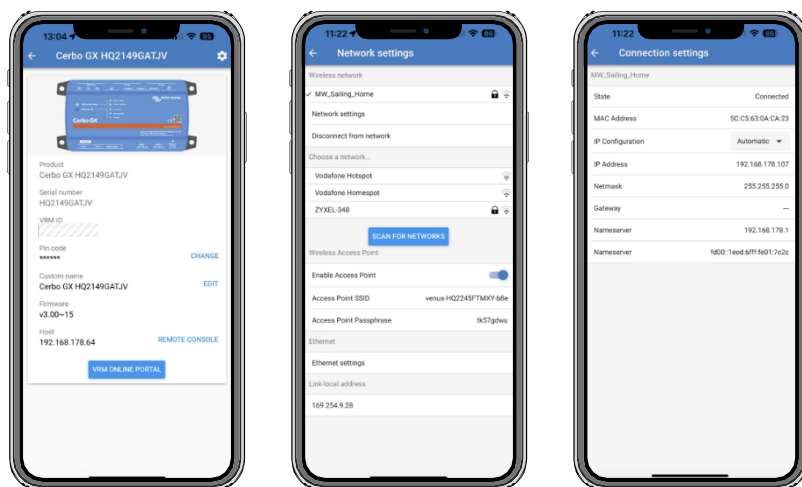 13:04
98
Cerbo GX HQ2149GATJV
Cerbo GX
Product
Cerbo GX HQ2149GATJV
Serial number
HQ2149GATJV
VRM ID
Pin code
****** CHANGE
Custom name
Cerbo GX HQ2149GATJV EDIT
Firmware
v3.00~15
Host
192.168.178.64 REMOTE CONSOLE
VRM ONLINE PORTAL
11:22
Network settings
Wireless network
MW_Sailing_Home
Network settings
Disconnect from network
Choose a network...
Vodafone Hotspot
Vodafone Homespot
ZYXEL-348
SCAN FOR NETWORKS
Wireless Access Point
Enable Access Point
Access Point SSID venus-HQ2245FTMXY-b8e
Access Point Passphrase tk57gdwu
Ethernet
Ethernet settings
Link-local address
169.254.9.28
11:22
Connection settings
MW_Sailing_Home
State Connected
MAC Address 5C:C5:63:0A:CA:23
IP Configuration Automatic
IP Address 192.168.178.107
Netmask 255.255.255.0
Gateway --
Nameserver 192.168.178.1
Nameserver fd00::1eed:6fff:fe01:7c2c